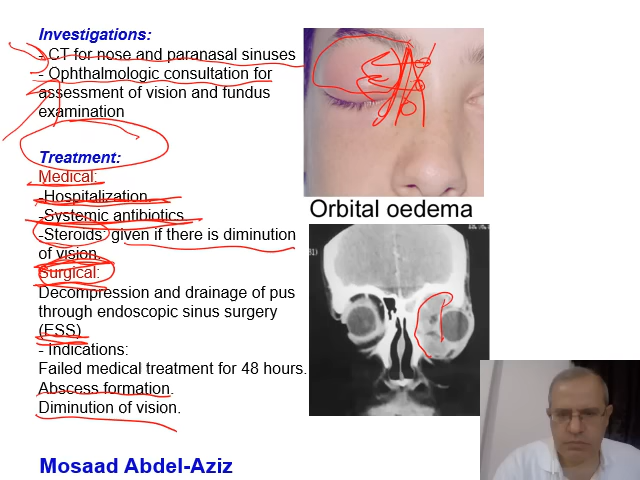 Investigations:
- CT for nose and paranasal sinuses
- Ophthalmologic consultation for
assessment of vision and fundus
examination
Treatment:
Medical:
-Hospitalization.
-Systemic antibiotics.
-Steroids: given if there is diminution
of vision.
Surgical:
Decompression and drainage of pus
through endoscopic sinus surgery
(ESS)
- Indications:
Failed medical treatment for 48 hours.
Abscess formation.
Diminution of vision.
Orbital oedema
Mosaad Abdel-Aziz